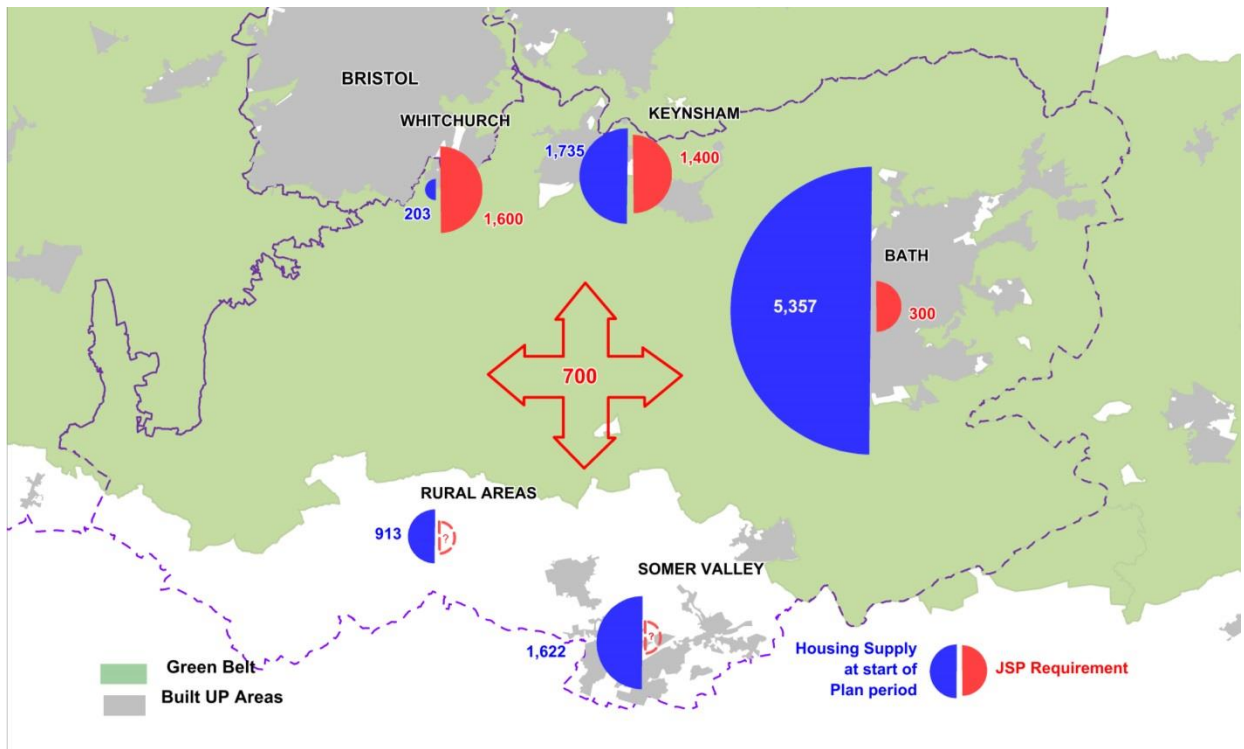 BRISTOL
WHITCHURCH
KEYNSHAM
1,735
1,400
203
1,600
BATH
5,357
300
700
RURAL AREAS
913
?
SOMER VALLEY
1,622
?
Green Belt
Built UP Areas
Housing Supply
at start of
Plan period
JSP Requirement